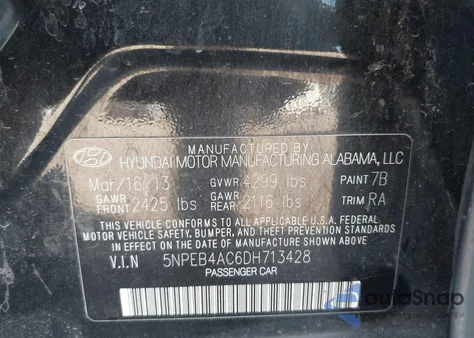 MANUFACTURED BY
HYUNDAI MOTOR MANUFACTURING ALABAMA, LLC
Mar/16/13 GVWR 4299 lbs PAINT 7B
GAWR FRONT 2425 lbs GAWR REAR 2116 lbs TRIM RA
THIS VEHICLE CONFORMS TO ALL APPLICABLE U.S.A. FEDERAL
MOTOR VEHICLE SAFETY, BUMPER, AND
THEFT PREVENTION STANDARDS IN EFFECT ON
THE DATE OF MANUFACTURE SHOWN ABOVE.
V.I.N 5NPEB4AC6DH713428
PASSENGER CAR
AutoSnap